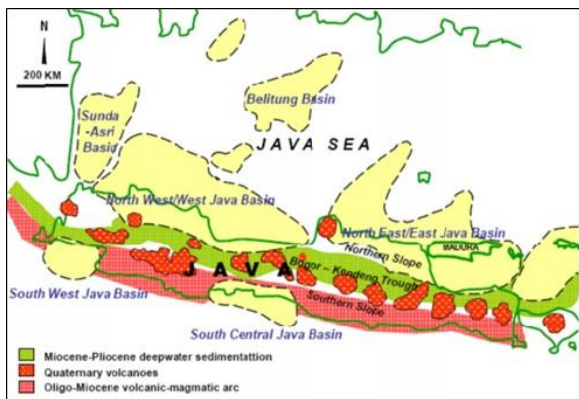 N
200 KM
Belitung Basin
Sunda
-Asri
Basin
JAVA SEA
North West/West Java Basin
North East/East Java Basin
Northern Slope
MADURA
Bogor - Kendeng Trough
J A V A
Southern Slope
South West Java Basin
South Central Java Basin
Miocene-Pliocene deepwater sedimentattion
Quaternary volcanoes
Oligo-Miocene volcanic-magmatic arc